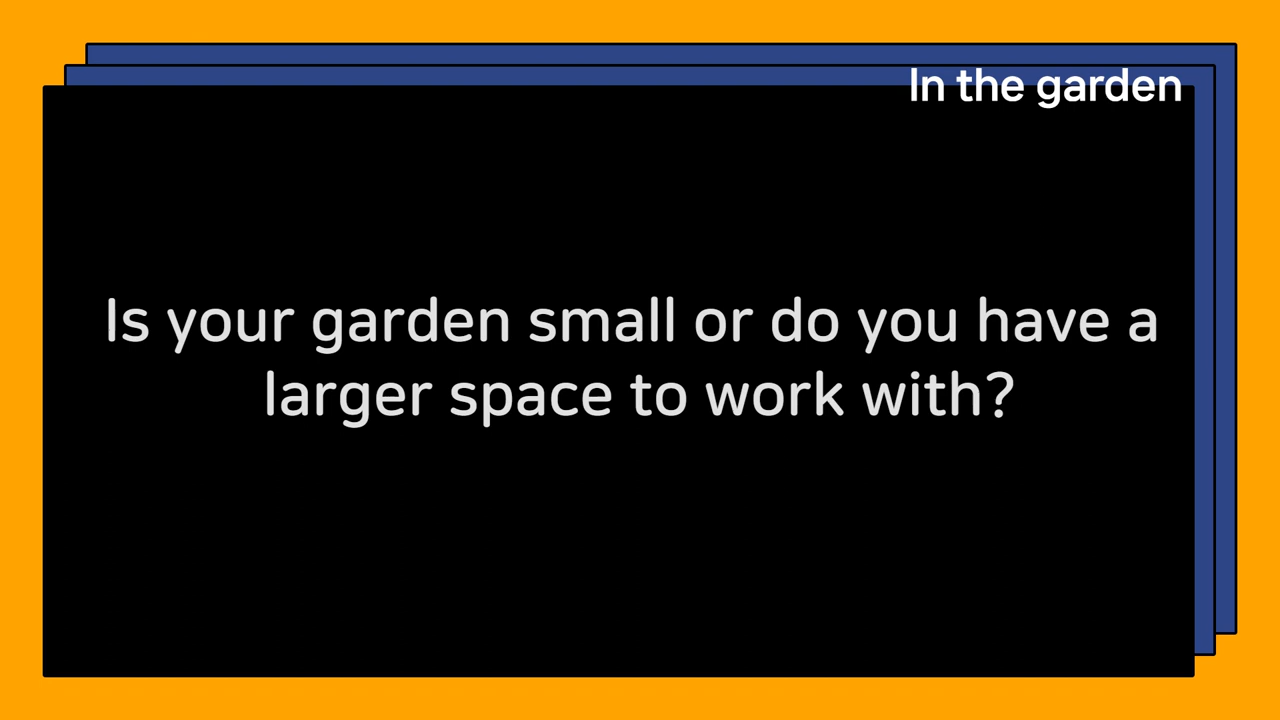 In the garden
Is your garden small or do you have a
larger space to work with?